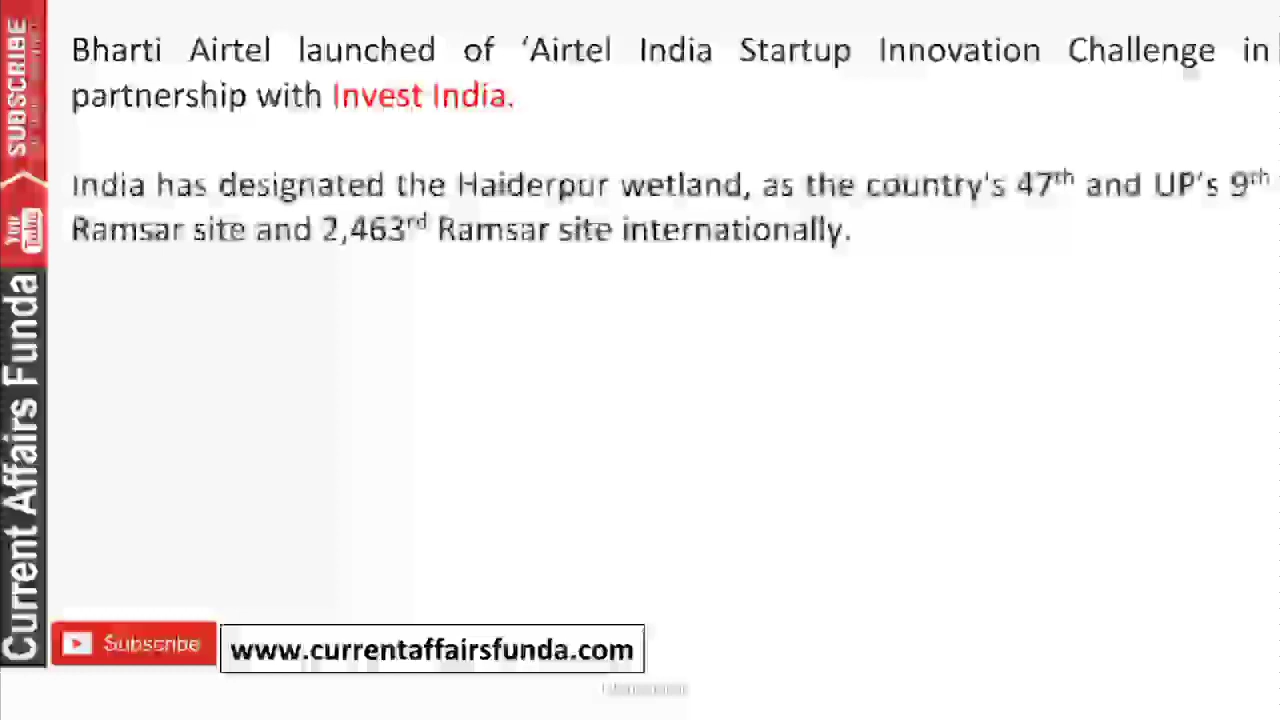 Bharti Airtel launched of ‘Airtel India Startup Innovation Challenge in
partnership with Invest India.
India has designated the Haiderpur wetland, as the country's 47th and UP’s 9th
Ramsar site and 2,463rd Ramsar site internationally.
SUBSCRIBE
You Tube
Current Affairs Funda
Subscribe
www.currentaffairsfunda.com